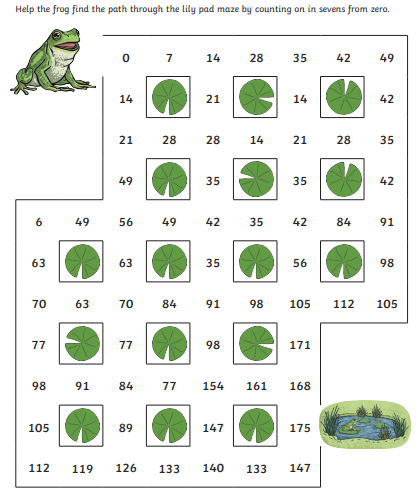 Help the frog find the path through the lily pad maze by counting on in sevens from zero.
0 7 14 28 35 42 49
14 21 14 42
21 28 28 14 21 28 35
49 35 35 42
6 49 56 49 42 35 42 84 91
63 63 35 56 98
70 63 70 84 91 98 105 112 105
77 77 98 171
98 91 84 77 154 161 168
105 89 147 175
112 119 126 133 140 133 147